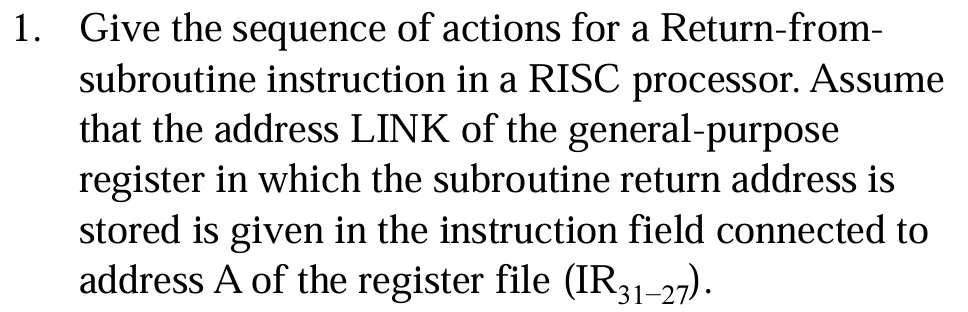 1. Give the sequence of actions for a Return-from-
subroutine instruction in a RISC processor. Assume
that the address LINK of the general-purpose
register in which the subroutine return address is
stored is given in the instruction field connected to
address A of the register file (IR31–27).